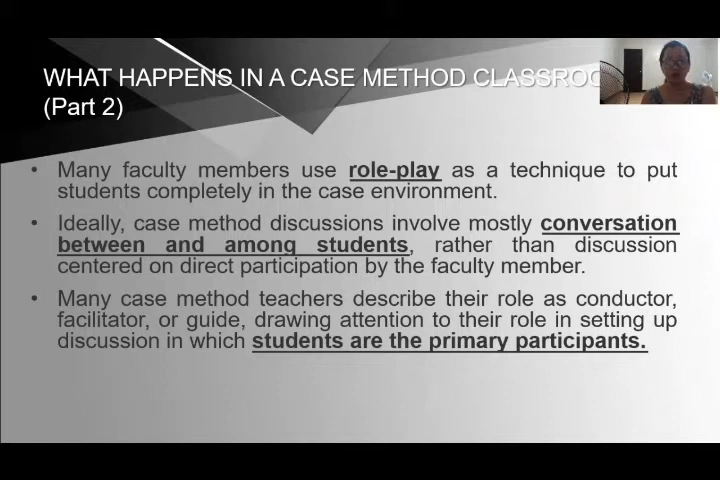 WHAT HAPPENS IN A CASE METHOD CLASSROO
(Part 2)
• Many faculty members use role-play as a technique to put
students completely in the case environment.
• Ideally, case method discussions involve mostly conversation
between and among students, rather than discussion
centered on direct participation by the faculty member.
• Many case method teachers describe their role as conductor,
facilitator, or guide, drawing attention to their role in setting up
discussion in which students are the primary participants.